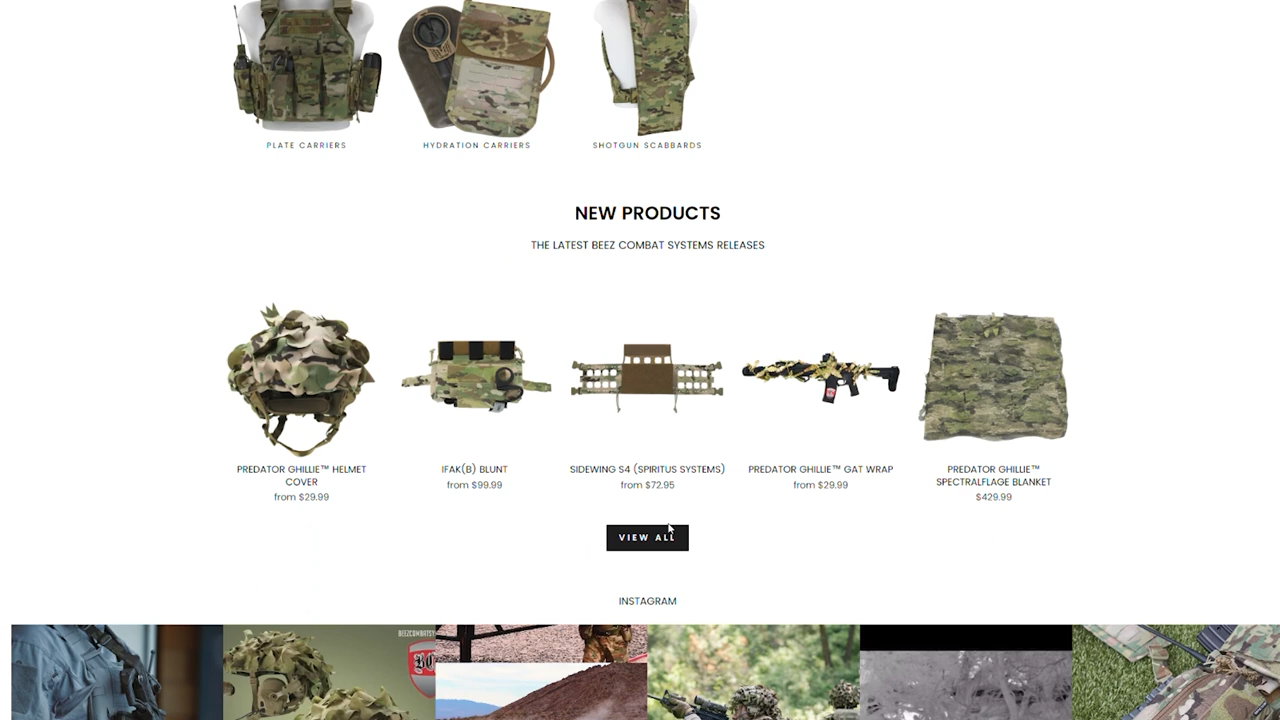 PLATE CARRIERS
HYDRATION CARRIERS
SHOTGUN SCABBARDS
NEW PRODUCTS
THE LATEST BEEZ COMBAT SYSTEMS RELEASES
PREDATOR GHILLIE™ HELMET
COVER
from $29.99
IFAK(B) BLUNT
from $99.99
SIDEWING S4 (SPIRITUS SYSTEMS)
from $72.95
PREDATOR GHILLIE™ GAT WRAP
from $29.99
PREDATOR GHILLIE™
SPECTRALFLAGE BLANKET
$429.99
VIEW ALL
INSTAGRAM